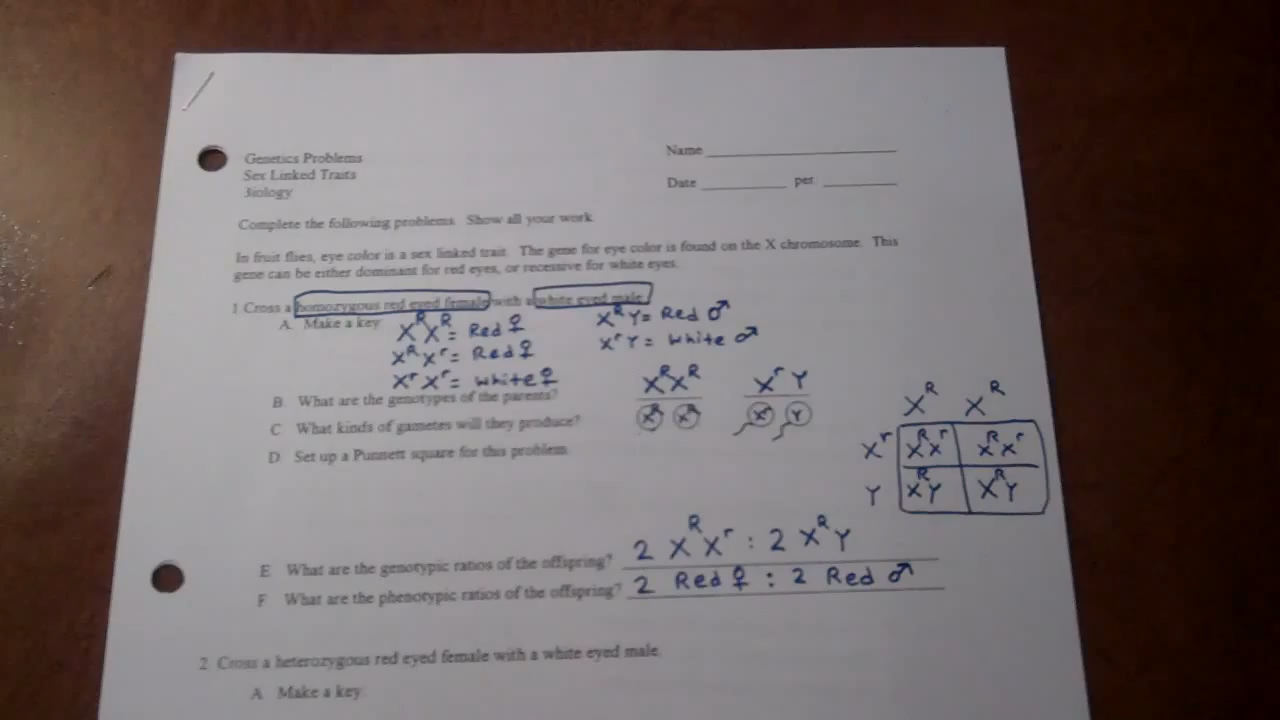 Genetics Problems
Sex Linked Traits
Biology
Name
Date per.
Complete the following problems. Show all your work
In fruit flies, eye color is a sex linked trait. The gene for eye color is found on the X chromosome. This
gene can be either dominant for red eyes, or recessive for white eyes.
1. Cross a homozygous red eyed female with a white eyed male.
A. Make a key
XᴿXᴿ = Red ♀
XᴿXʳ = Red ♀
XʳXʳ = white ♀
XᴿY = Red ♂
XʳY = white ♂
B. What are the genotypes of the parents?
XᴿXᴿ XʳY
C. What kinds of gametes will they produce?
Xᴿ Xᴿ Xʳ Y
D. Set up a Punnett square for this problem.
Xᴿ Xᴿ
Xʳ XᴿXʳ XᴿXʳ
Y XᴿY XᴿY
E. What are the genotypic ratios of the offspring? 2 XᴿXʳ : 2 XᴿY
F. What are the phenotypic ratios of the offspring? 2 Red ♀ : 2 Red ♂
2. Cross a heterozygous red eyed female with a white eyed male.
A. Make a key